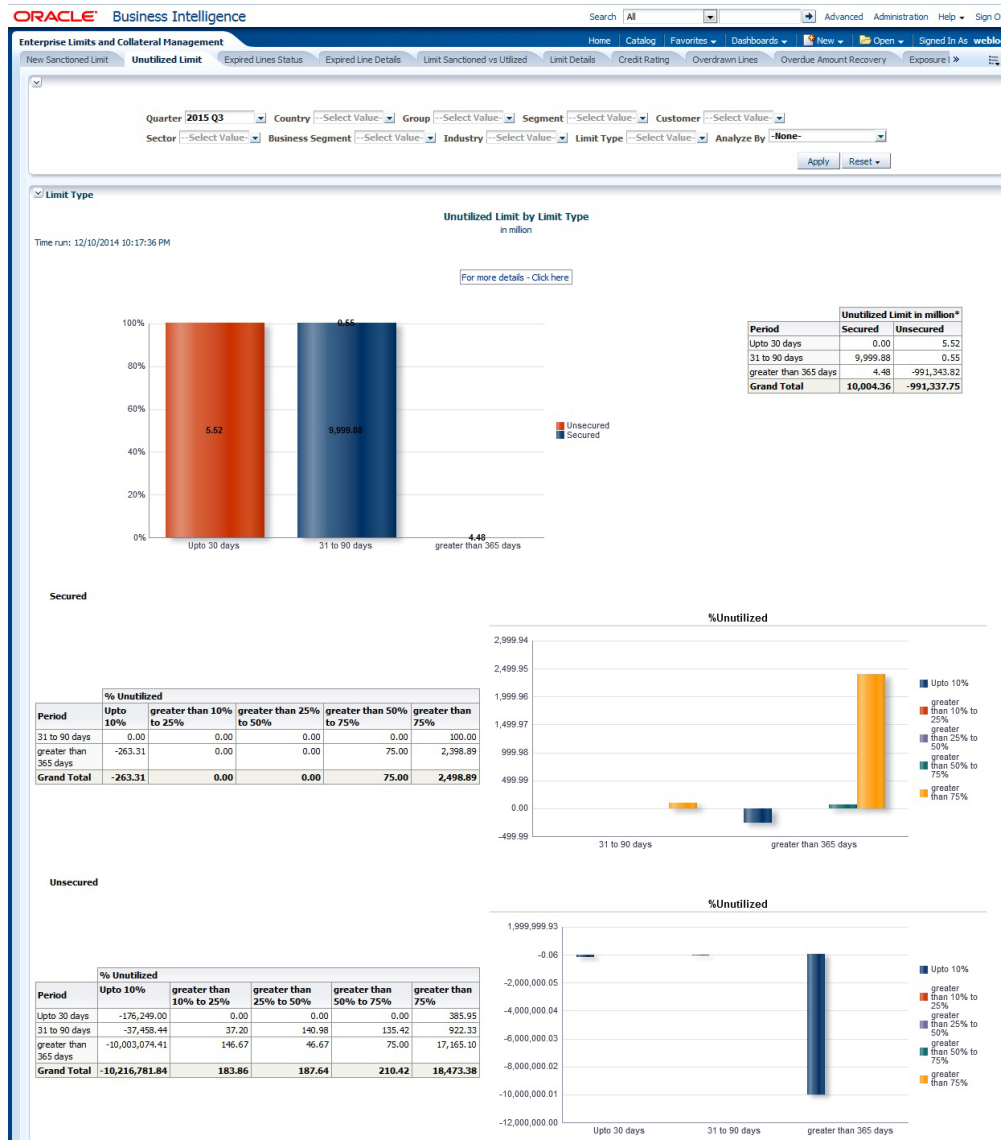 ORACLE Business Intelligence
Search All Advanced Administration Help Sign O
Enterprise Limits and Collateral Management
Home Catalog Favorites Dashboards New Open Signed In As weblo
New Sanctioned Limit Unutilized Limit Expired Lines Status Expired Line Details Limit Sanctioned vs Utilized Limit Details Credit Rating Overdrawn Lines Overdue Amount Recovery Exposure »
Quarter 2015 Q3 Country --Select Value- Group --Select Value- Segment --Select Value- Customer --Select Value-
Sector --Select Value- Business Segment --Select Value- Industry --Select Value- Limit Type --Select Value- Analyze By -None-
Apply Reset
Limit Type
Unutilized Limit by Limit Type
in million
Time run: 12/10/2014 10:17:36 PM
For more details - Click here
100%
80%
60%
40%
20%
0%
5.52
0.55
9,999.88
4.48
Upto 30 days 31 to 90 days greater than 365 days
Unsecured
Secured
Unutilized Limit in million*
Period Secured Unsecured
Upto 30 days 0.00 5.52
31 to 90 days 9,999.88 0.55
greater than 365 days 4.48 -991,343.82
Grand Total 10,004.36 -991,337.75
Secured
% Unutilized
Period Upto 10% greater than 10% to 25% greater than 25% to 50% greater than 50% to 75% greater than 75%
31 to 90 days 0.00 0.00 0.00 0.00 100.00
greater than 365 days -263.31 0.00 0.00 75.00 2,398.89
Grand Total -263.31 0.00 0.00 75.00 2,498.89
%Unutilized
2,999.94
2,499.95
1,999.96
1,499.97
999.98
499.99
0.00
-499.99
31 to 90 days greater than 365 days
Upto 10%
greater than 10% to 25%
greater than 25% to 50%
greater than 50% to 75%
greater than 75%
Unsecured
% Unutilized
Period Upto 10% greater than 10% to 25% greater than 25% to 50% greater than 50% to 75% greater than 75%
Upto 30 days -176,249.00 0.00 0.00 0.00 385.95
31 to 90 days -37,458.44 37.20 140.98 135.42 922.33
greater than 365 days -10,003,074.41 146.67 46.67 75.00 17,165.10
Grand Total -10,216,781.84 183.86 187.64 210.42 18,473.38
%Unutilized
1,999,999.93
-0.06
-2,000,000.05
-4,000,000.04
-6,000,000.03
-8,000,000.02
-10,000,000.01
-12,000,000.00
Upto 30 days 31 to 90 days greater than 365 days
Upto 10%
greater than 10% to 25%
greater than 25% to 50%
greater than 50% to 75%
greater than 75%